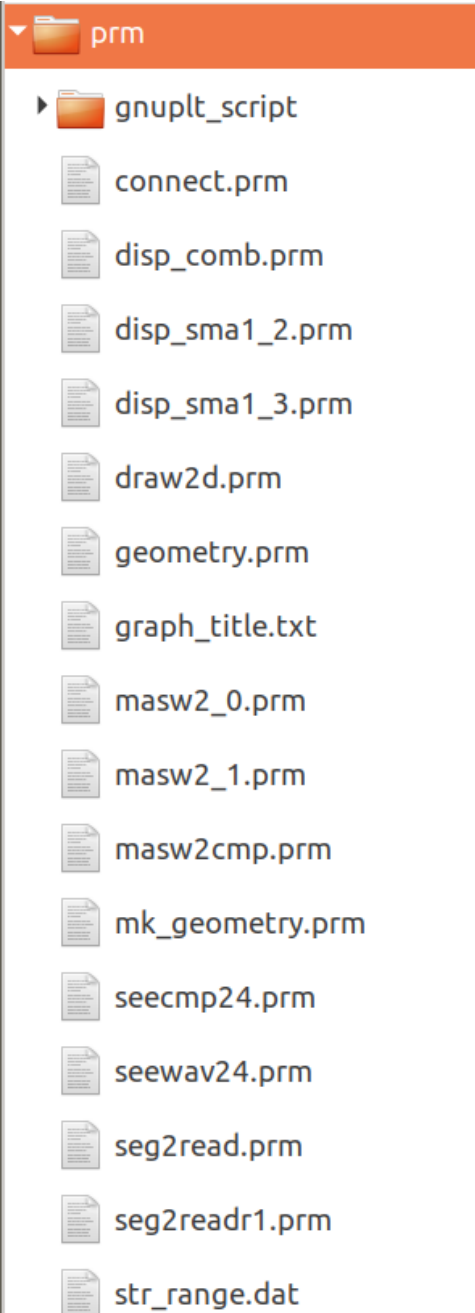 prm
gnuplt_script
connect.prm
disp_comb.prm
disp_sma1_2.prm
disp_sma1_3.prm
draw2d.prm
geometry.prm
graph_title.txt
masw2_0.prm
masw2_1.prm
masw2cmp.prm
mk_geometry.prm
seecmp24.prm
seewav24.prm
seg2read.prm
seg2readr1.prm
str_range.dat